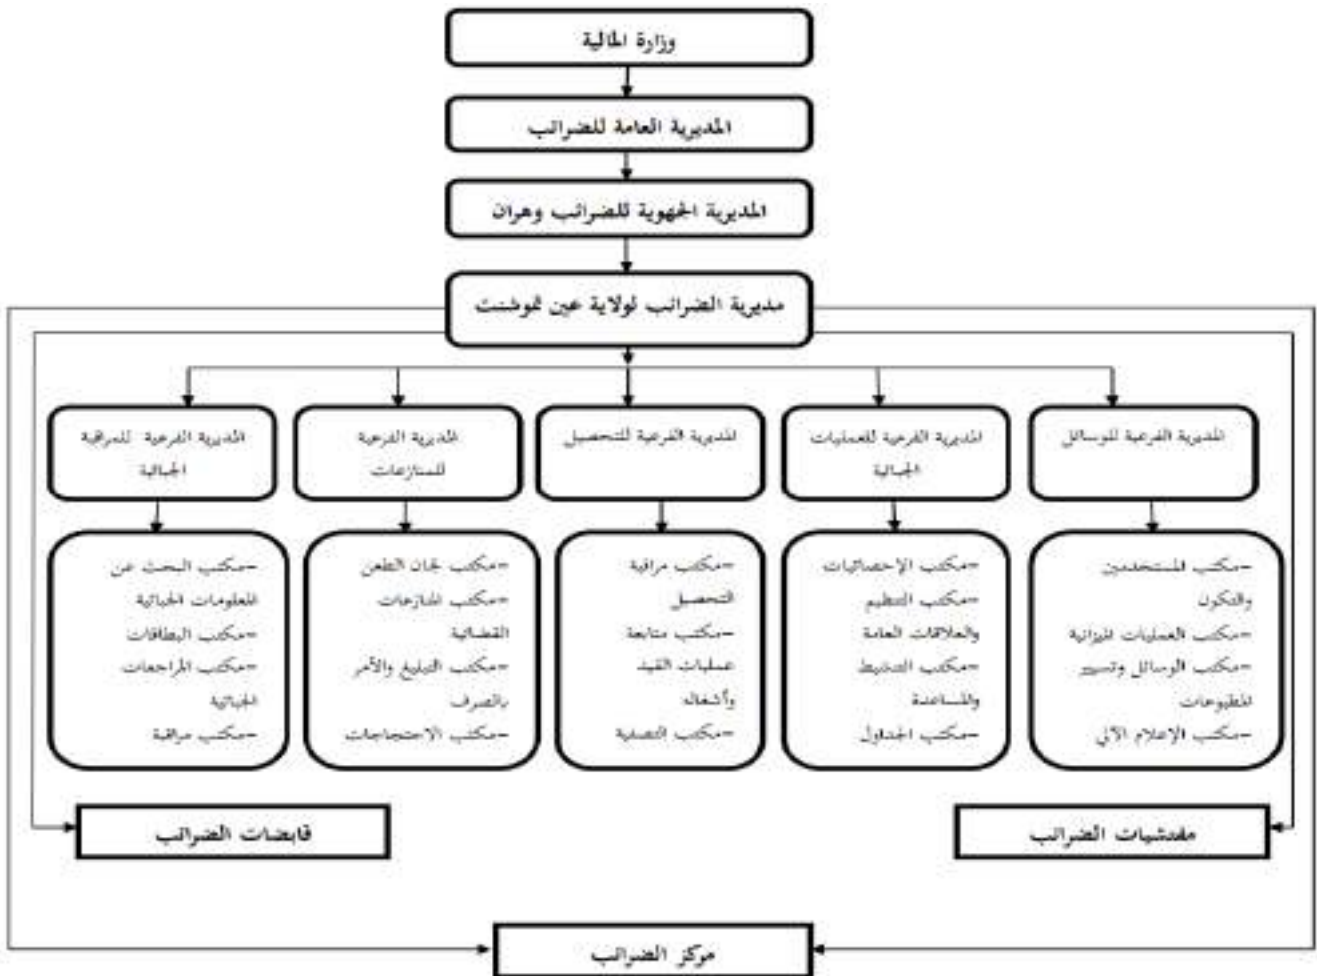 وزارة المالية
المديرية العامة للضرائب
المديرية الجهوية للضرائب وهران
مديرية الضرائب لولاية عين تموشنت
المديرية الفرعية للوسائل
المديرية الفرعية للعمليات
الجبائية
المديرية الفرعية للتحصيل
المديرية الفرعية
للمنازعات
المديرية الفرعية للمراقبة
الجبائية
-مكتب المستخدمين
والتكون
-مكتب العمليات الميزانية
-مكتب الوسائل وتسيير
المطبوعات
-مكتب الإعلام الآلي
-مكتب الإحصائيات
-مكتب التنظيم
والعلاقات العامة
-مكتب التنشيط
والمساعدة
-مكتب الجداول
-مكتب مراقبة
التحصيل
-مكتب متابعة
عمليات القيد
وأشغاله
-مكتب التصفية
-مكتب لجان الطعن
-مكتب المنازعات
القضائية
-مكتب التبليغ والأمر
بالصرف
-مكتب الاحتجاجات
-مكتب البحث عن
المعلومات الجبائية
-مكتب البطاقات
-مكتب المراجعات
الجبائية
-مكتب مراقبة
مفتشيات الضرائب
قابضات الضرائب
مركز الضرائب